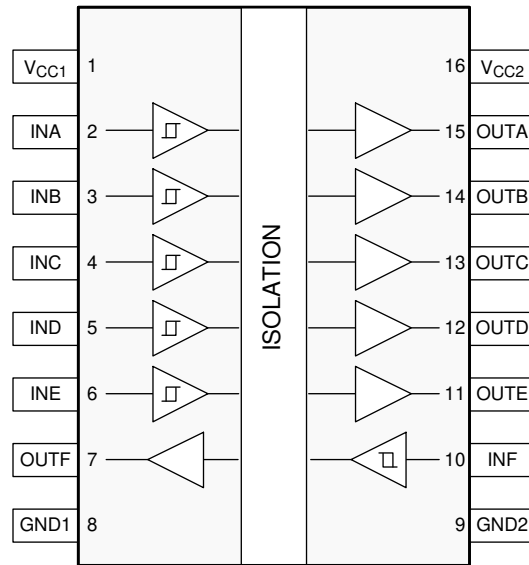 VCC1 1 16 VCC2
INA 2 15 OUTA
INB 3 14 OUTB
INC 4 13 OUTC
IND 5 12 OUTD
INE 6 11 OUTE
OUTF 7 10 INF
GND1 8 9 GND2
ISOLATION